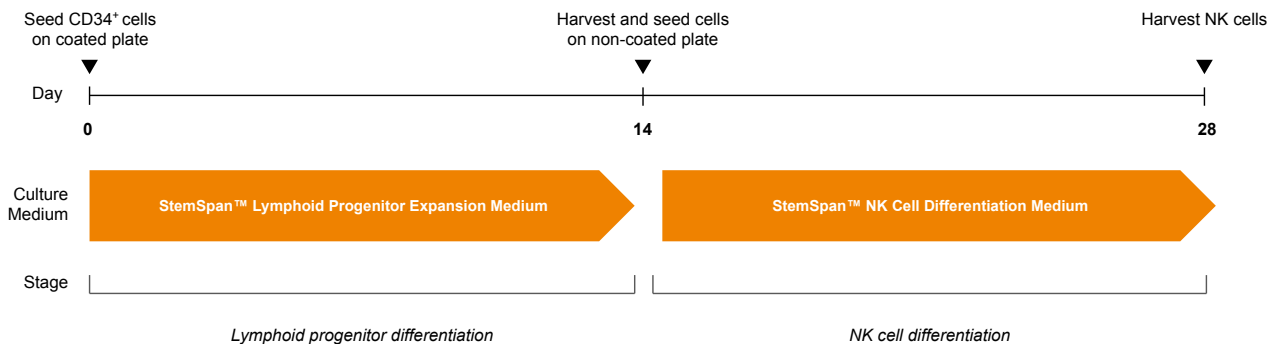 Seed CD34⁺ cells
on coated plate
Harvest and seed cells
on non-coated plate
Harvest NK cells
Day
0
14
28
Culture
Medium
StemSpan™ Lymphoid Progenitor Expansion Medium
StemSpan™ NK Cell Differentiation Medium
Stage
Lymphoid progenitor differentiation
NK cell differentiation